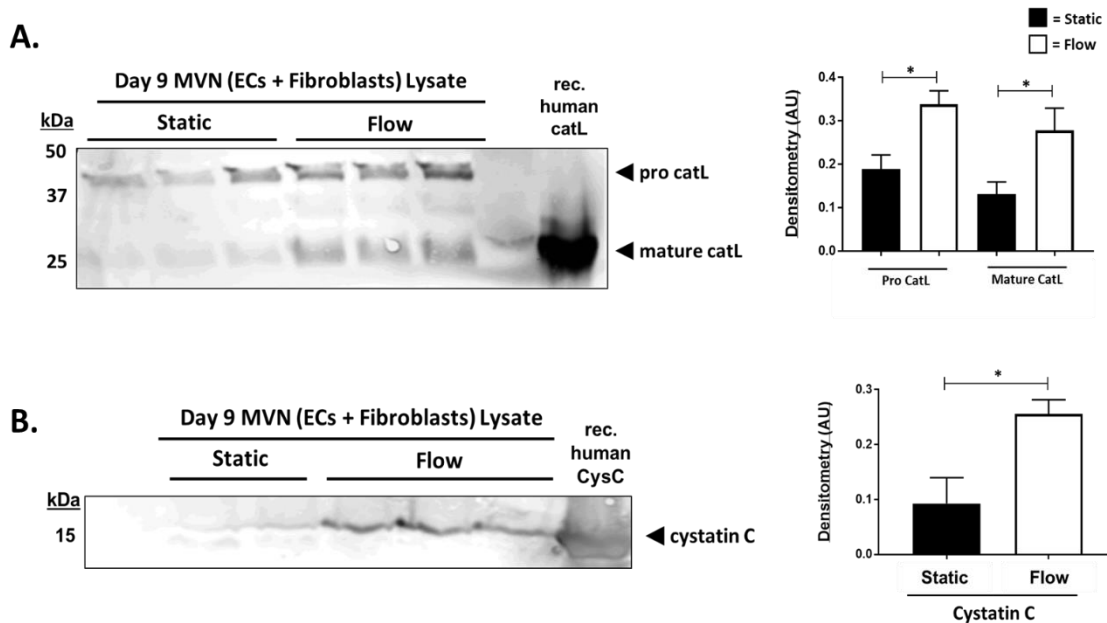 A.
Day 9 MVN (ECs + Fibroblasts) Lysate
Static
Flow
rec.
human
catL
kDa
50
37
25
pro catL
mature catL
= Static
= Flow
Densitometry (AU)
0.4
0.3
0.2
0.1
0.0
*
*
Pro CatL
Mature CatL
B.
Day 9 MVN (ECs + Fibroblasts) Lysate
Static
Flow
rec.
human
CysC
kDa
15
cystatin C
Densitometry (AU)
0.3
0.2
0.1
0.0
*
Static
Flow
Cystatin C